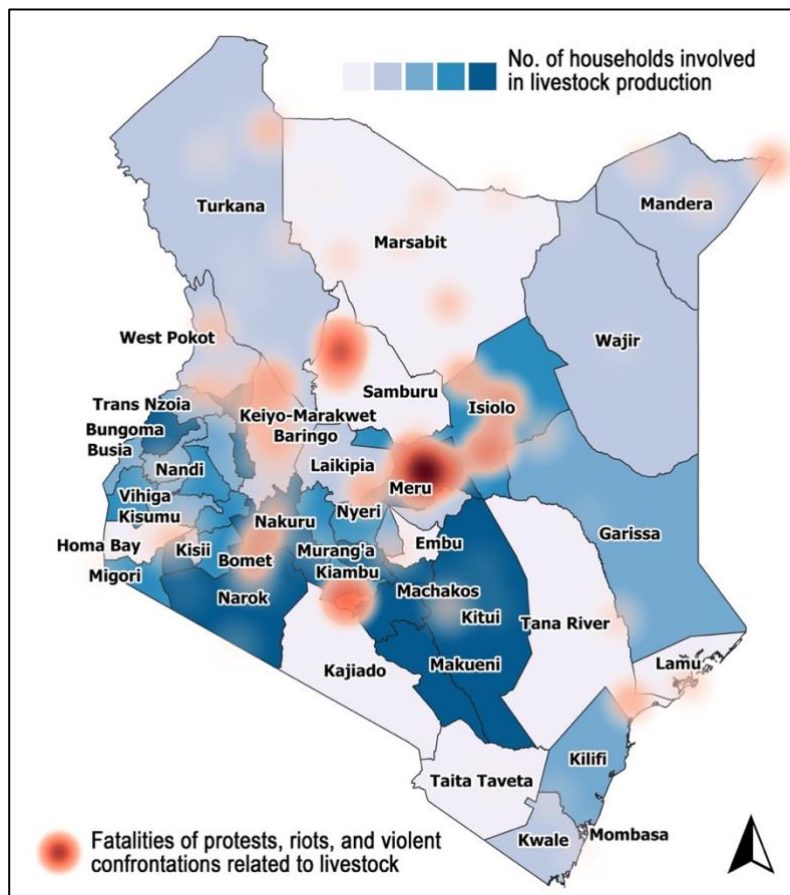 No. of households involved
in livestock production
Turkana
Mandera
Marsabit
West Pokot
Wajir
Samburu
Trans Nzoia
Keiyo-Marakwet
Isiolo
Bungoma
Baringo
Busia
Laikipia
Nandi
Meru
Vihiga
Nyeri
Kisumu
Nakuru
Garissa
Homa Bay
Kisii
Embu
Murang'a
Bomet
Migori
Kiambu
Machakos
Narok
Kitui
Tana River
Makueni
Lamu
Kajiado
Kilifi
Taita Taveta
Kwale
Mombasa
Fatalities of protests, riots, and violent
confrontations related to livestock